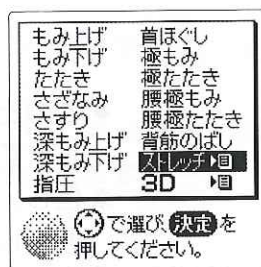 もみ上げ 首ほぐし
もみ下げ 極もみ
たたき 極たたき
さざなみ 腰極もみ
さすり 腰極たたき
深もみ上げ 背筋のばし
深もみ下げ ストレッチ
指圧 3D
で選び、決定を
押してください。